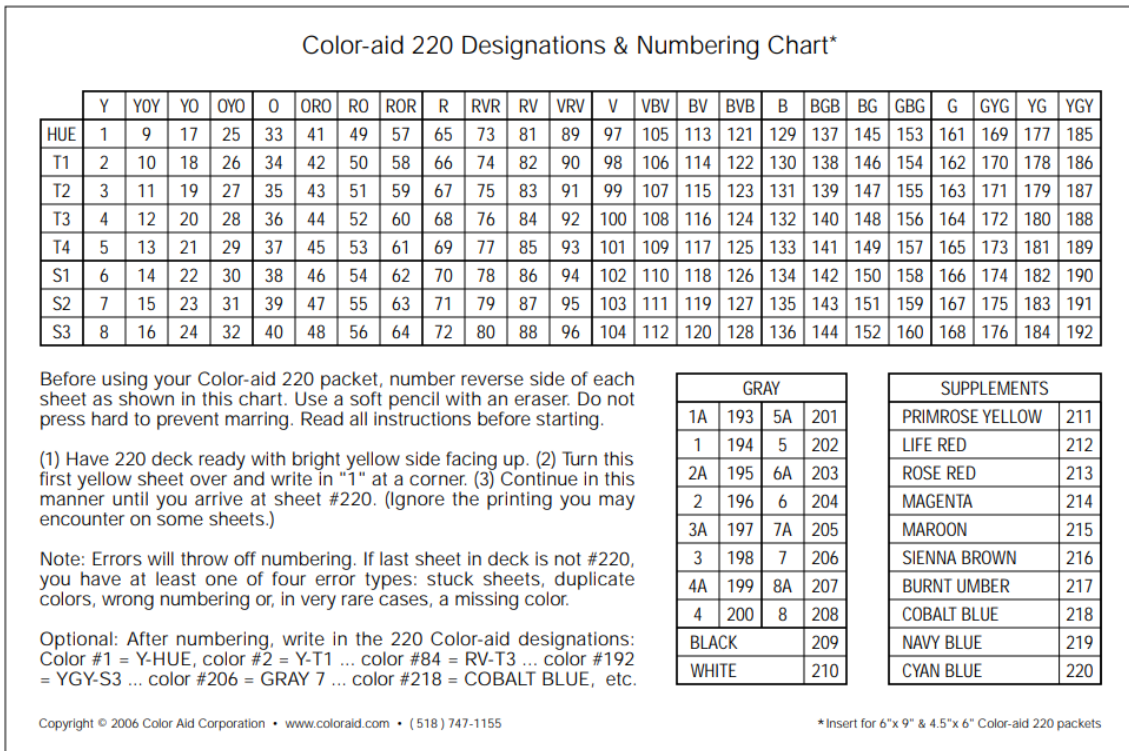 Color-aid 220 Designations & Numbering Chart*
Y Y0Y YO OYO O ORO RO ROR R RVR RV VRV V VBV BV BVB B BGB BG GBG G GYG YG YGY
HUE 1 9 17 25 33 41 49 57 65 73 81 89 97 105 113 121 129 137 145 153 161 169 177 185
T1 2 10 18 26 34 42 50 58 66 74 82 90 98 106 114 122 130 138 146 154 162 170 178 186
T2 3 11 19 27 35 43 51 59 67 75 83 91 99 107 115 123 131 139 147 155 163 171 179 187
T3 4 12 20 28 36 44 52 60 68 76 84 92 100 108 116 124 132 140 148 156 164 172 180 188
T4 5 13 21 29 37 45 53 61 69 77 85 93 101 109 117 125 133 141 149 157 165 173 181 189
S1 6 14 22 30 38 46 54 62 70 78 86 94 102 110 118 126 134 142 150 158 166 174 182 190
S2 7 15 23 31 39 47 55 63 71 79 87 95 103 111 119 127 135 143 151 159 167 175 183 191
S3 8 16 24 32 40 48 56 64 72 80 88 96 104 112 120 128 136 144 152 160 168 176 184 192
Before using your Color-aid 220 packet, number reverse side of each
sheet as shown in this chart. Use a soft pencil with an eraser. Do not
press hard to prevent marring. Read all instructions before starting.
(1) Have 220 deck ready with bright yellow side facing up. (2) Turn this
first yellow sheet over and write in "1" at a corner. (3) Continue in this
manner until you arrive at sheet #220. (Ignore the printing you may
encounter on some sheets.)
Note: Errors will throw off numbering. If last sheet in deck is not #220,
you have at least one of four error types: stuck sheets, duplicate
colors, wrong numbering or, in very rare cases, a missing color.
Optional: After numbering, write in the 220 Color-aid designations:
Color #1 = Y-HUE, color #2 = Y-T1 ... color #84 = RV-T3 ... color #192
= YGY-S3 ... color #206 = GRAY 7 ... color #218 = COBALT BLUE, etc.
GRAY
1A 193 5A 201
1 194 5 202
2A 195 6A 203
2 196 6 204
3A 197 7A 205
3 198 7 206
4A 199 8A 207
4 200 8 208
BLACK 209
WHITE 210
SUPPLEMENTS
PRIMROSE YELLOW 211
LIFE RED 212
ROSE RED 213
MAGENTA 214
MAROON 215
SIENNA BROWN 216
BURNT UMBER 217
COBALT BLUE 218
NAVY BLUE 219
CYAN BLUE 220
Copyright © 2006 Color Aid Corporation • www.coloraid.com • (518) 747-1155
*Insert for 6"x 9" & 4.5"x 6" Color-aid 220 packets